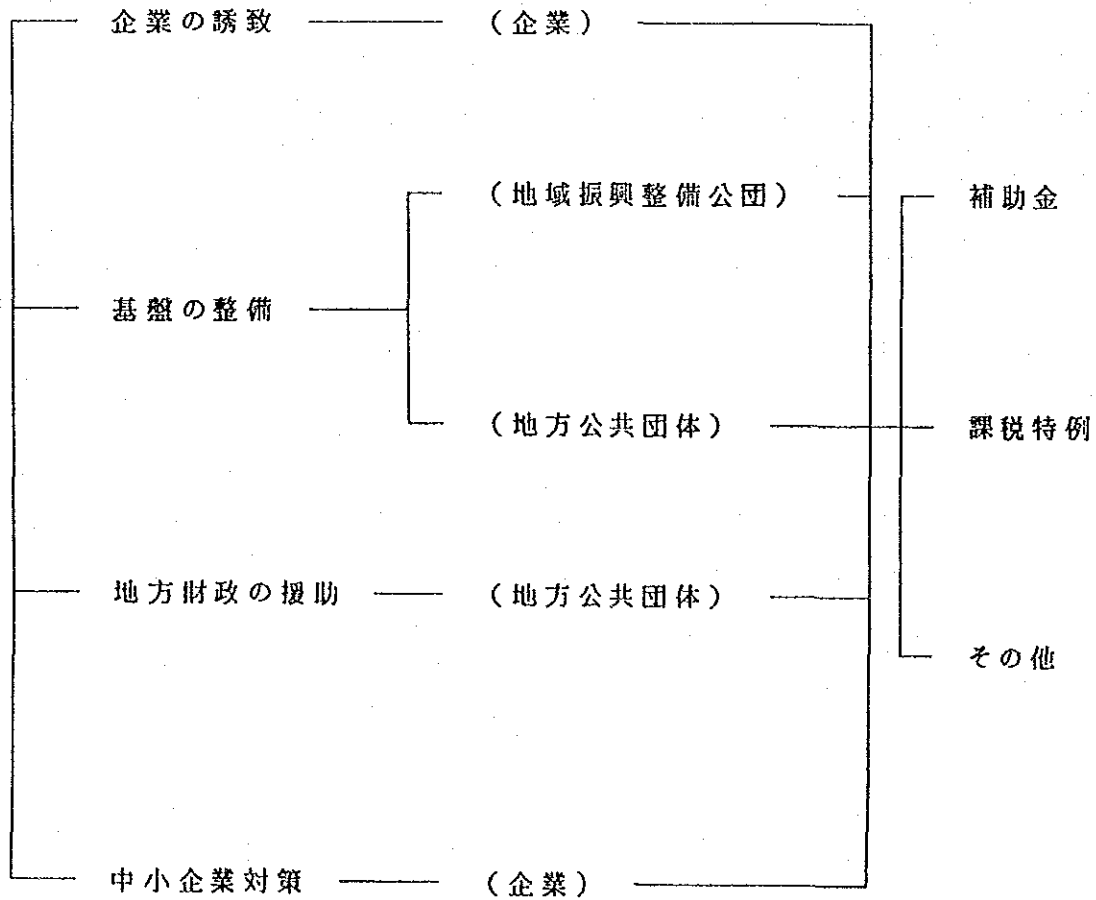 企業の誘致 (企業)
(地域振興整備公団) 補助金
基盤の整備
(地方公共団体) 課税特例
地方財政の援助 (地方公共団体)
その他
中小企業対策 (企業)